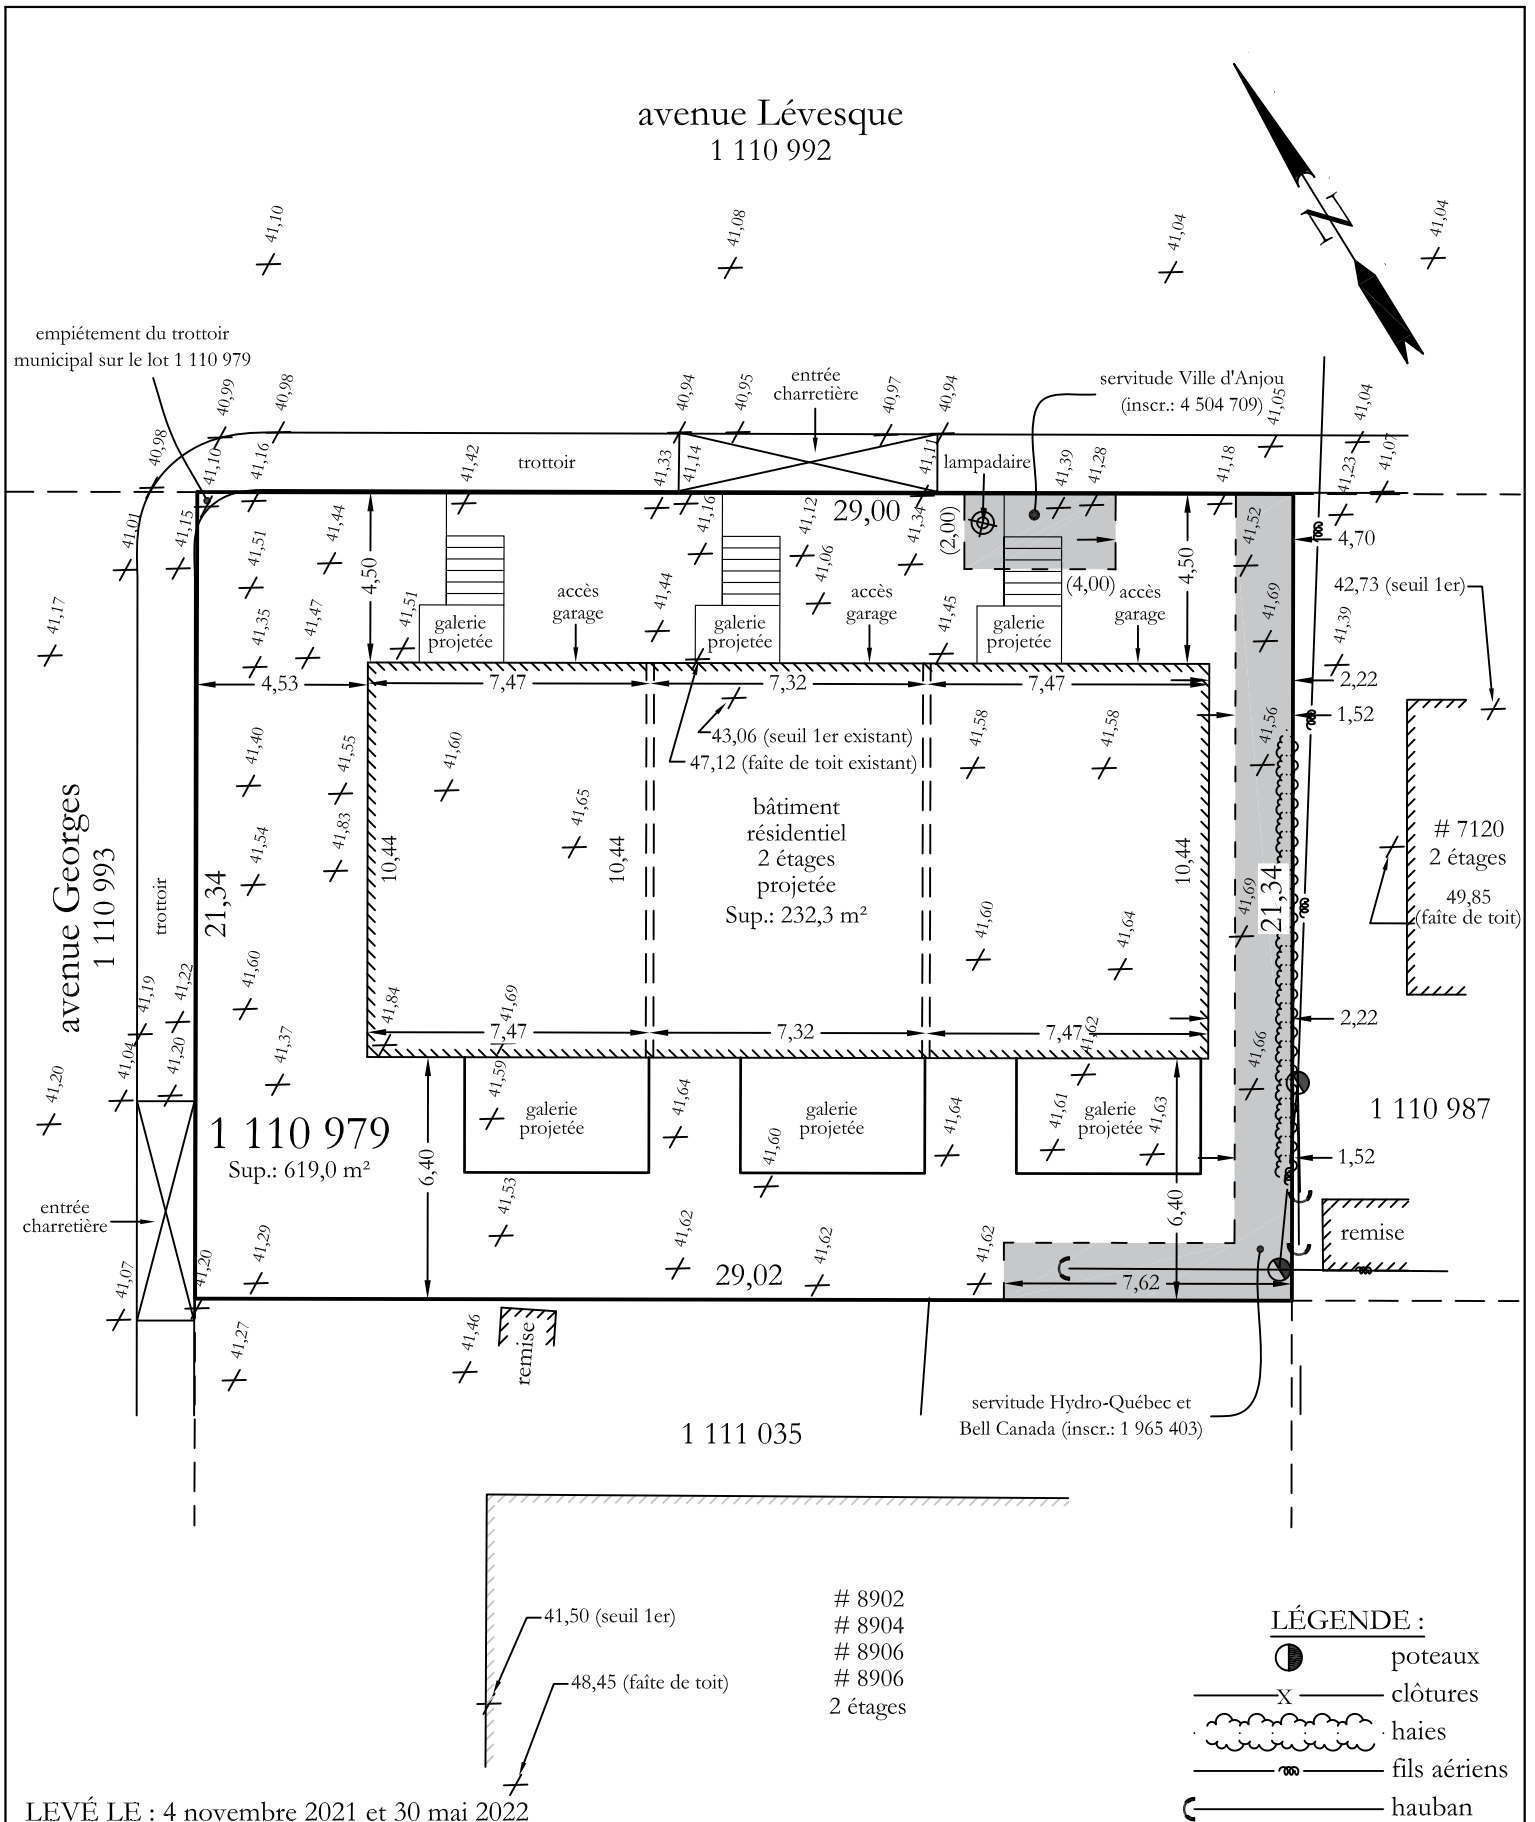 avenue Lévesque
1 110 992
41,10
41,08
41,04
41,04
empiétement du trottoir
municipal sur le lot 1 110 979
entrée
charretière
servitude Ville d'Anjou
(inscr.: 4 504 709)
40,98
40,99
40,98
40,94
40,95
40,97
40,94
41,05
41,04
41,10
41,16
41,42
trottoir
41,33
41,14
41,11
lampadaire
41,39
41,28
41,18
41,23
41,07
41,01
41,15
41,51
41,44
4,50
41,16
41,12
29,00
41,34
(2,00)
4,50
41,52
4,70
41,06
(4,00)
42,73 (seuil 1er)
41,17
41,35
41,47
41,51
galerie
projetée
accès
garage
41,44
galerie
projetée
accès
garage
41,45
galerie
projetée
accès
garage
41,69
41,39
4,53
7,47
7,32
7,47
2,22
1,52
41,40
41,55
41,60
43,06 (seuil 1er existant)
47,12 (faîte de toit existant)
41,58
41,58
41,56
avenue Georges
1 110 993
trottoir
21,34
41,54
41,83
10,44
41,65
10,44
bâtiment
résidentiel
2 étages
projetée
Sup.: 232,3 m²
10,44
41,69
21,34
# 7120
2 étages
49,85
(faîte de toit)
41,19
41,22
41,60
41,60
41,64
41,84
41,69
7,47
7,32
7,47
41,62
2,22
41,20
41,04
41,20
41,37
41,59
galerie
projetée
41,64
galerie
projetée
41,64
41,61
galerie
projetée
41,63
41,66
1 110 987
1 110 979
Sup.: 619,0 m²
6,40
41,60
1,52
entrée
charretière
41,53
6,40
remise
41,07
41,20
41,29
41,62
29,02
41,62
41,62
7,62
41,27
41,46
remise
servitude Hydro-Québec et
Bell Canada (inscr.: 1 965 403)
1 111 035
41,50 (seuil 1er)
48,45 (faîte de toit)
# 8902
# 8904
# 8906
# 8906
2 étages
LÉGENDE :
poteaux
X clôtures
haies
fils aériens
hauban
LEVÉ LE : 4 novembre 2021 et 30 mai 2022
N